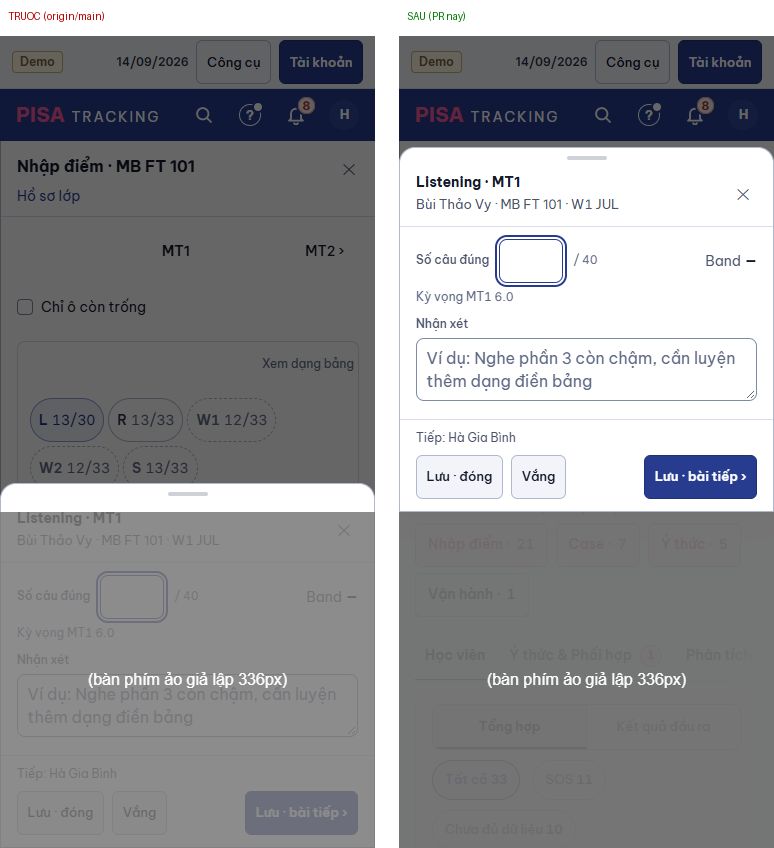 TRUOC (origin/main)
Demo 14/09/2026 Công cụ Tài khoản
PISA TRACKING ? 8 H
Nhập điểm · MB FT 101
Hồ sơ lớp
MT1 MT2 ›
Chỉ ô còn trống
Xem dạng bảng
L 13/30 R 13/33 W1 12/33
W2 12/33 S 13/33
Listening · MT1
Bùi Thảo Vy · MB FT 101 · W1 JUL
Số câu đúng / 40 Band –
Kỳ vọng MT1 6.0
Nhận xét
(bàn phím ảo giả lập 336px)
Ví dụ: Nghe phần 3 còn chậm, cần luyện
thêm dạng điền bảng
Tiếp: Hà Gia Bình
Lưu · đóng Vắng Lưu · bài tiếp ›
SAU (PR nay)
Demo 14/09/2026 Công cụ Tài khoản
PISA TRACKING ? 8 H
Listening · MT1
Bùi Thảo Vy · MB FT 101 · W1 JUL
Số câu đúng / 40 Band –
Kỳ vọng MT1 6.0
Nhận xét
Ví dụ: Nghe phần 3 còn chậm, cần luyện
thêm dạng điền bảng
Tiếp: Hà Gia Bình
Lưu · đóng Vắng Lưu · bài tiếp ›
Nhập điểm · 21 Case · 7 Ý thức · 5
Vận hành · 1
Học viên Ý thức & Phối hợp 1 Phân tích
(bàn phím ảo giả lập 336px)
Tổng hợp Kết quả đầu ra
Tất cả 33 SOS 11
Chưa đủ dữ liệu 10